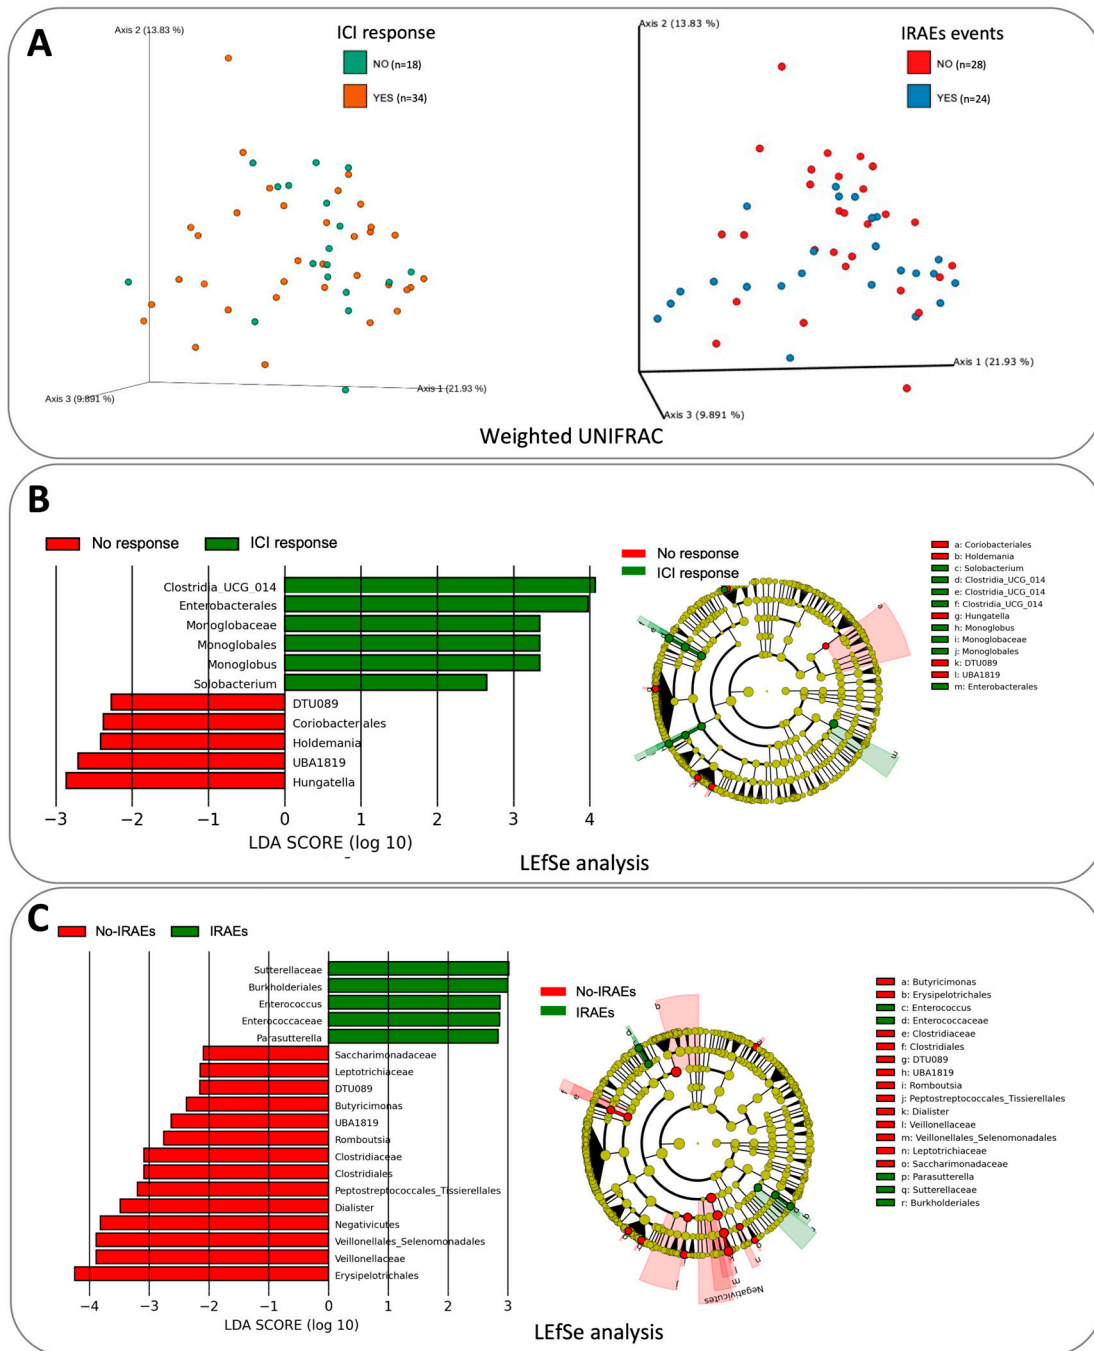 A
Axis 2 (13.83 %)
ICI response
NO (n=18)
YES (n=34)
Axis 1 (21.93 %)
Axis 3 (9.891 %)
Axis 2 (13.83 %)
IRAEs events
NO (n=28)
YES (n=24)
Axis 1 (21.93 %)
Axis 3 (9.891 %)
Weighted UNIFRAC
B
No response
ICI response
Clostridia_UCG_014
Enterobacterales
Monoglobaceae
Monoglobales
Monoglobus
Solobacterium
DTU089
Coriobacteriales
Holdemania
UBA1819
Hungatella
−3 −2 −1 0 1 2 3 4
LDA SCORE (log 10)
No response
ICI response
a
m
a: Coriobacteriales
b: Holdemania
c: Solobacterium
d: Clostridia_UCG_014
e: Clostridia_UCG_014
f: Clostridia_UCG_014
g: Hungatella
h: Monoglobus
i: Monoglobaceae
j: Monoglobales
k: DTU089
l: UBA1819
m: Enterobacterales
LEfSe analysis
C
No-IRAEs
IRAEs
Sutterellaceae
Burkholderiales
Enterococcus
Enterococcaceae
Parasutterella
Saccharimonadaceae
Leptotrichiaceae
DTU089
Butyricimonas
UBA1819
Romboutsia
Clostridiaceae
Clostridiales
Peptostreptococcales_Tissierellales
Dialister
Negativicutes
Veillonellales_Selenomonadales
Veillonellaceae
Erysipelotrichales
−4 −3 −2 −1 0 1 2 3
LDA SCORE (log 10)
No-IRAEs
IRAEs
b
j
k
l
m
n
Negativicutes
a: Butyricimonas
b: Erysipelotrichales
c: Enterococcus
d: Enterococcaceae
e: Clostridiaceae
f: Clostridiales
g: DTU089
h: UBA1819
i: Romboutsia
j: Peptostreptococcales_Tissierellales
k: Dialister
l: Veillonellaceae
m: Veillonellales_Selenomonadales
n: Leptotrichiaceae
o: Saccharimonadaceae
p: Parasutterella
q: Sutterellaceae
r: Burkholderiales
LEfSe analysis